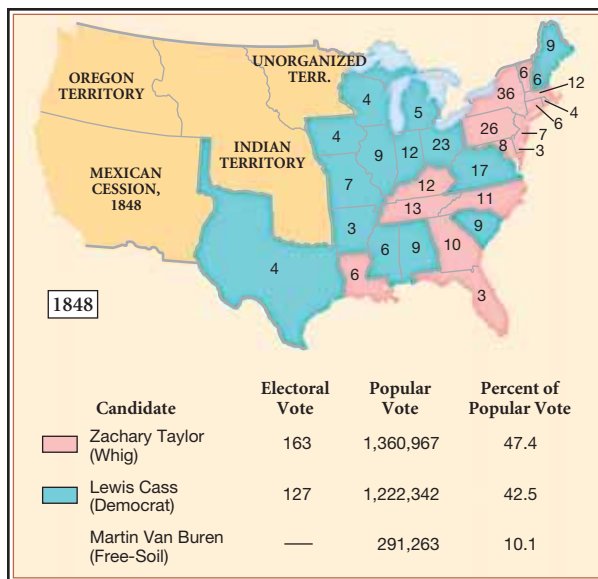 9
UNORGANIZED
TERR.
OREGON
TERRITORY
6
6
12
4
36
4
5
6
26
7
INDIAN
TERRITORY
4
9
12
23
8
3
MEXICAN
CESSION,
1848
17
7
12
11
13
3
9
6
9
10
4
6
1848
3
Candidate
Electoral
Vote
Popular
Vote
Percent of
Popular Vote
Zachary Taylor
(Whig)
163
1,360,967
47.4
Lewis Cass
(Democrat)
127
1,222,342
42.5
Martin Van Buren
(Free-Soil)
—
291,263
10.1